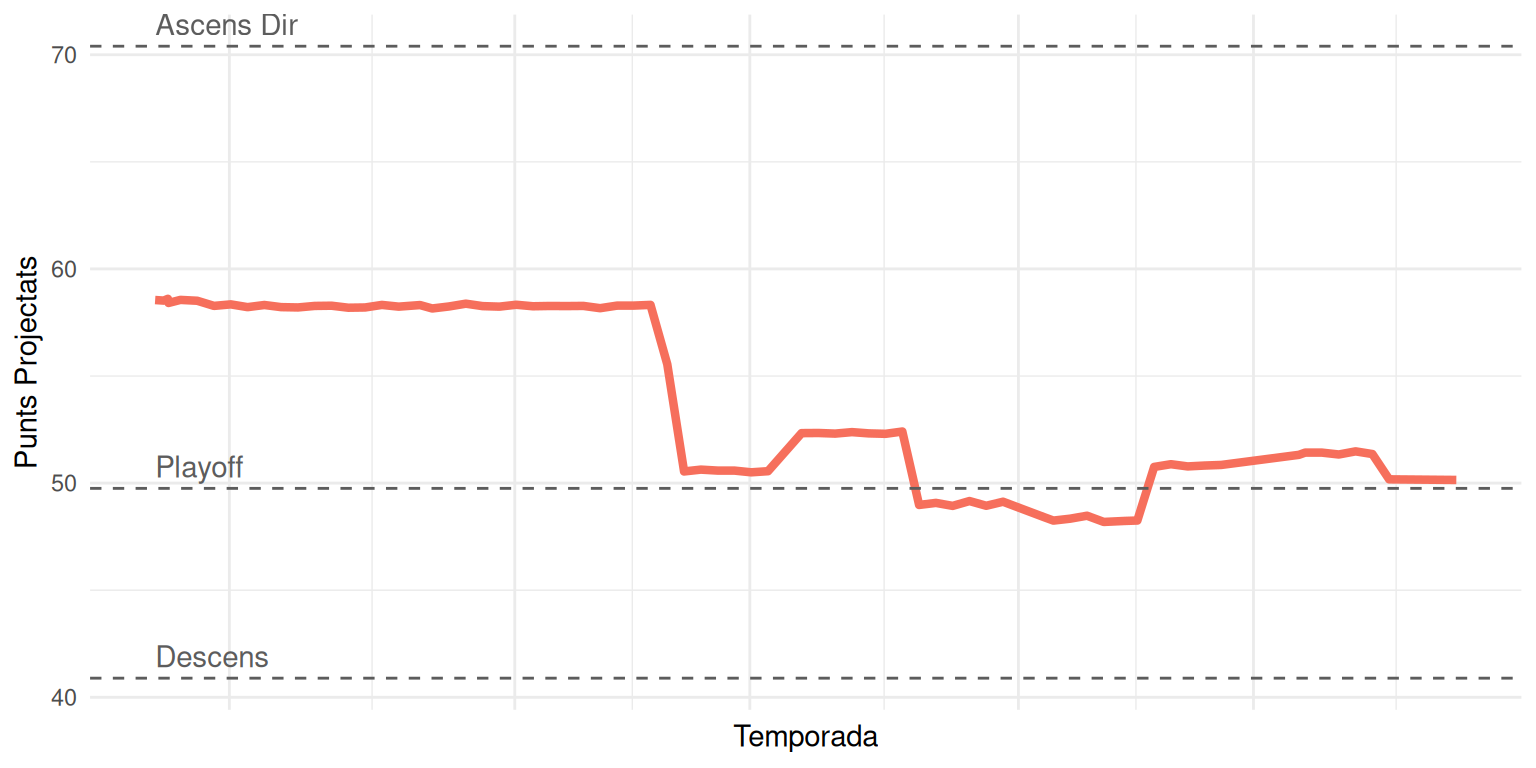 Ascens Dir
70
60
Punts Projectats
Playoff
50
Descens
40
Temporada